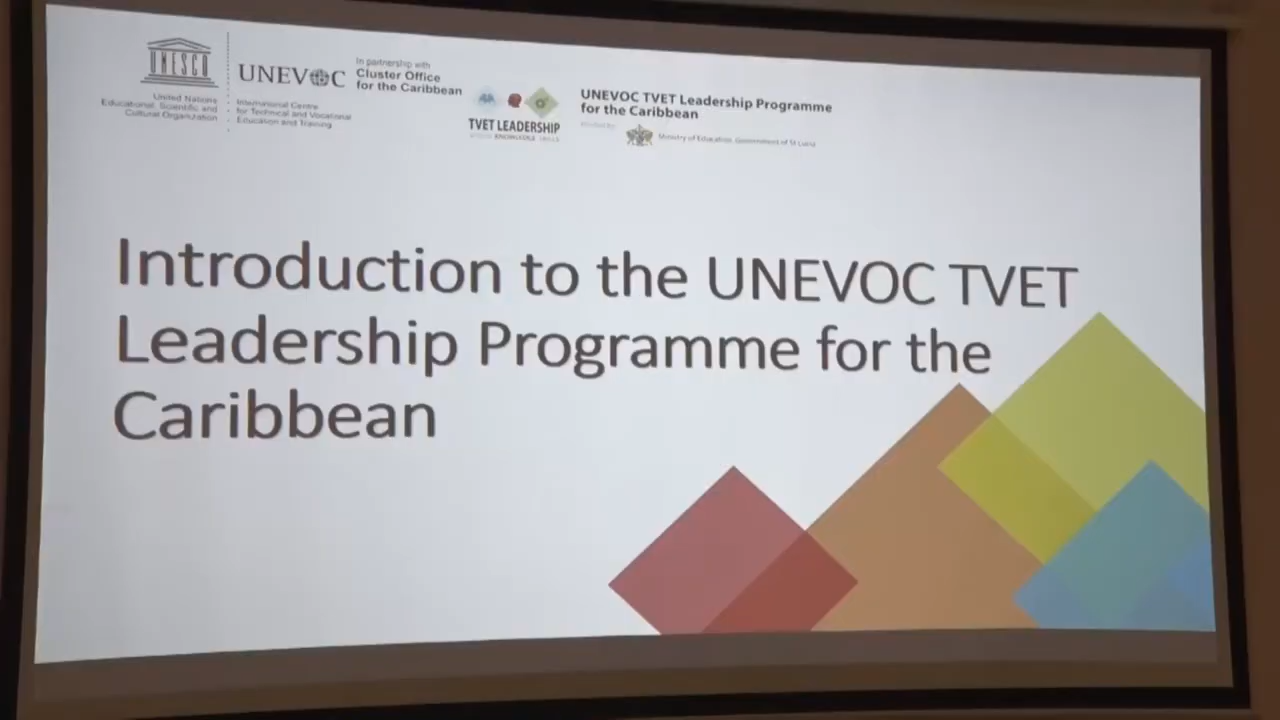 UNESCO
United Nations
Educational, Scientific and
Cultural Organization
UNEVOC
International Centre
for Technical and Vocational
Education and Training
In partnership with
Cluster Office
for the Caribbean
TVET LEADERSHIP
KNOWLEDGE SKILLS
UNEVOC TVET Leadership Programme
for the Caribbean
Ministry of Education, Government of St Lucia
Introduction to the UNEVOC TVET
Leadership Programme for the
Caribbean